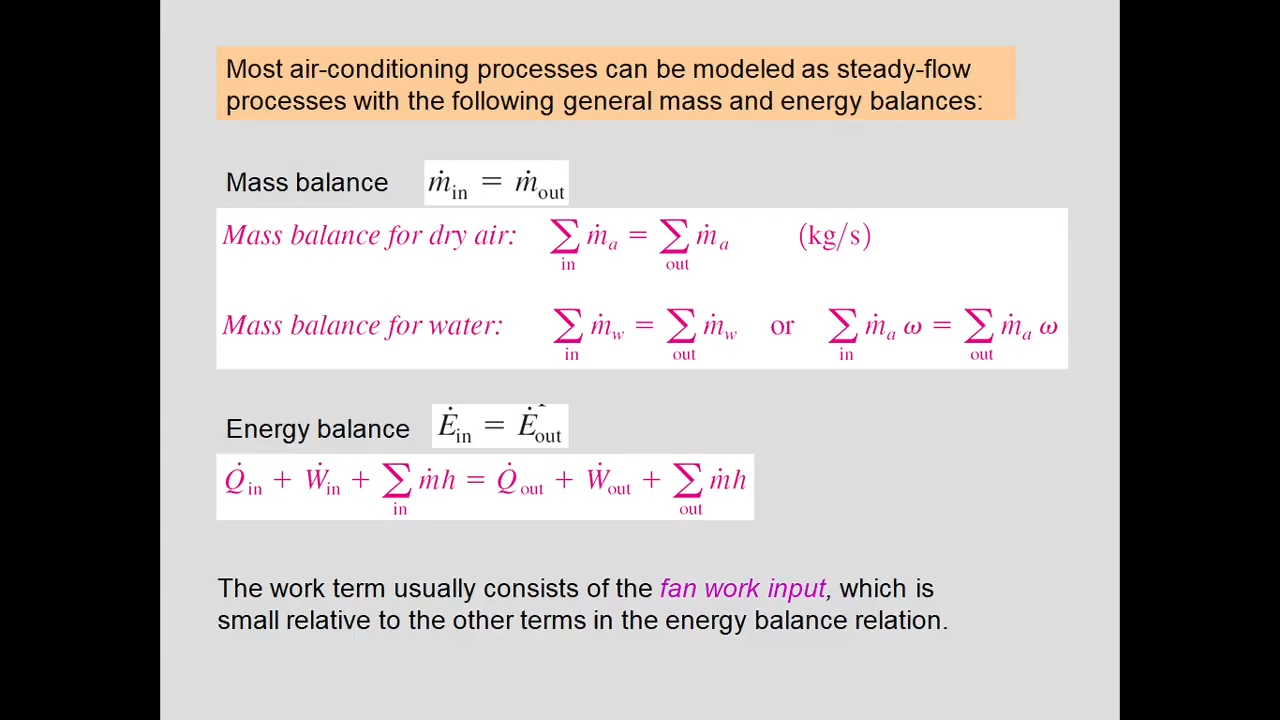 Most air-conditioning processes can be modeled as steady-flow
processes with the following general mass and energy balances:
Mass balance ṁin = ṁout
Mass balance for dry air: ∑in ṁa = ∑out ṁa (kg/s)
Mass balance for water: ∑in ṁw = ∑out ṁw or ∑in ṁa ω = ∑out ṁa ω
Energy balance Ėin = Ėout
Q̇in + Ẇin + ∑in ṁh = Q̇out + Ẇout + ∑out ṁh
The work term usually consists of the fan work input, which is
small relative to the other terms in the energy balance relation.